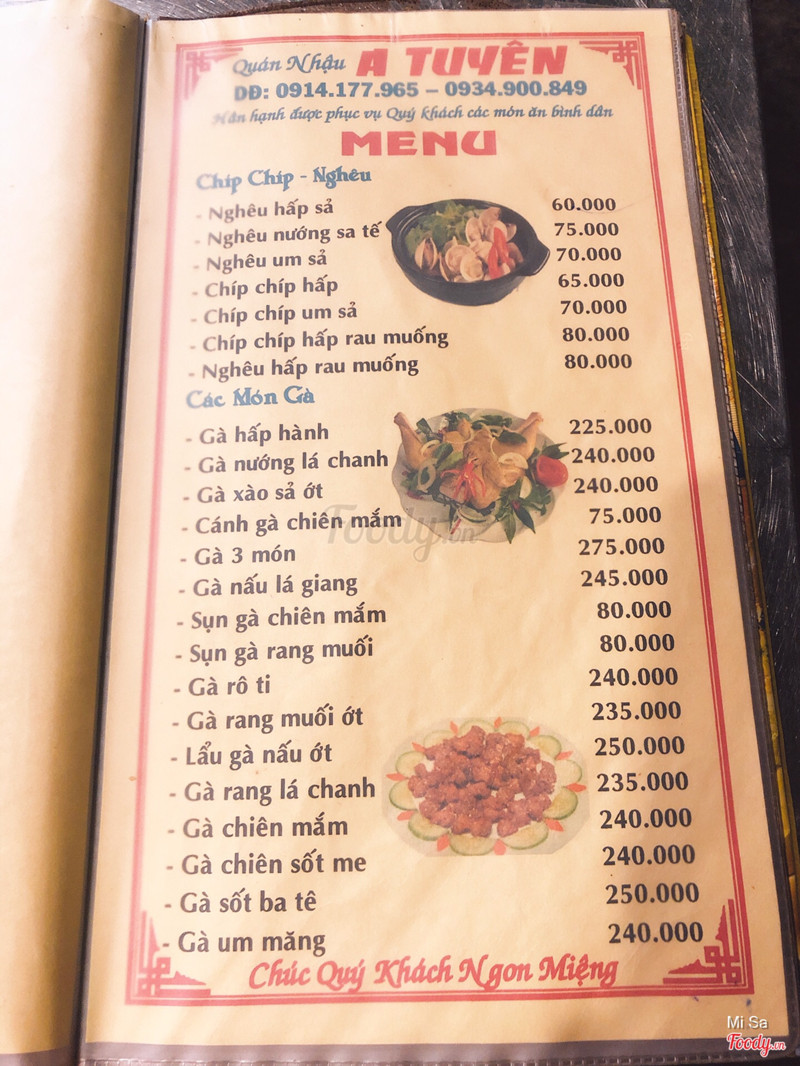 Quán Nhậu A TUYÊN
DĐ: 0914.177.965 – 0934.900.849
Hân hạnh được phục vụ Quý khách các món ăn bình dân
MENU
Chíp Chíp - Nghêu
- Nghêu hấp sả 60.000
- Nghêu nướng sa tế 75.000
- Nghêu um sả 70.000
- Chíp chíp hấp 65.000
- Chíp chíp um sả 70.000
- Chíp chíp hấp rau muống 80.000
- Nghêu hấp rau muống 80.000
Các Món Gà
- Gà hấp hành 225.000
- Gà nướng lá chanh 240.000
- Gà xào sả ớt 240.000
- Cánh gà chiên mắm 75.000
- Gà 3 món 275.000
- Gà nấu lá giang 245.000
- Sụn gà chiên mắm 80.000
- Sụn gà rang muối 80.000
- Gà rô ti 240.000
- Gà rang muối ớt 235.000
- Lẩu gà nấu ớt 250.000
- Gà rang lá chanh 235.000
- Gà chiên mắm 240.000
- Gà chiên sốt me 240.000
- Gà sốt ba tê 250.000
- Gà um măng 240.000
Chúc Quý Khách Ngon Miệng
Foody.vn
Mi Sa
Foody.vn